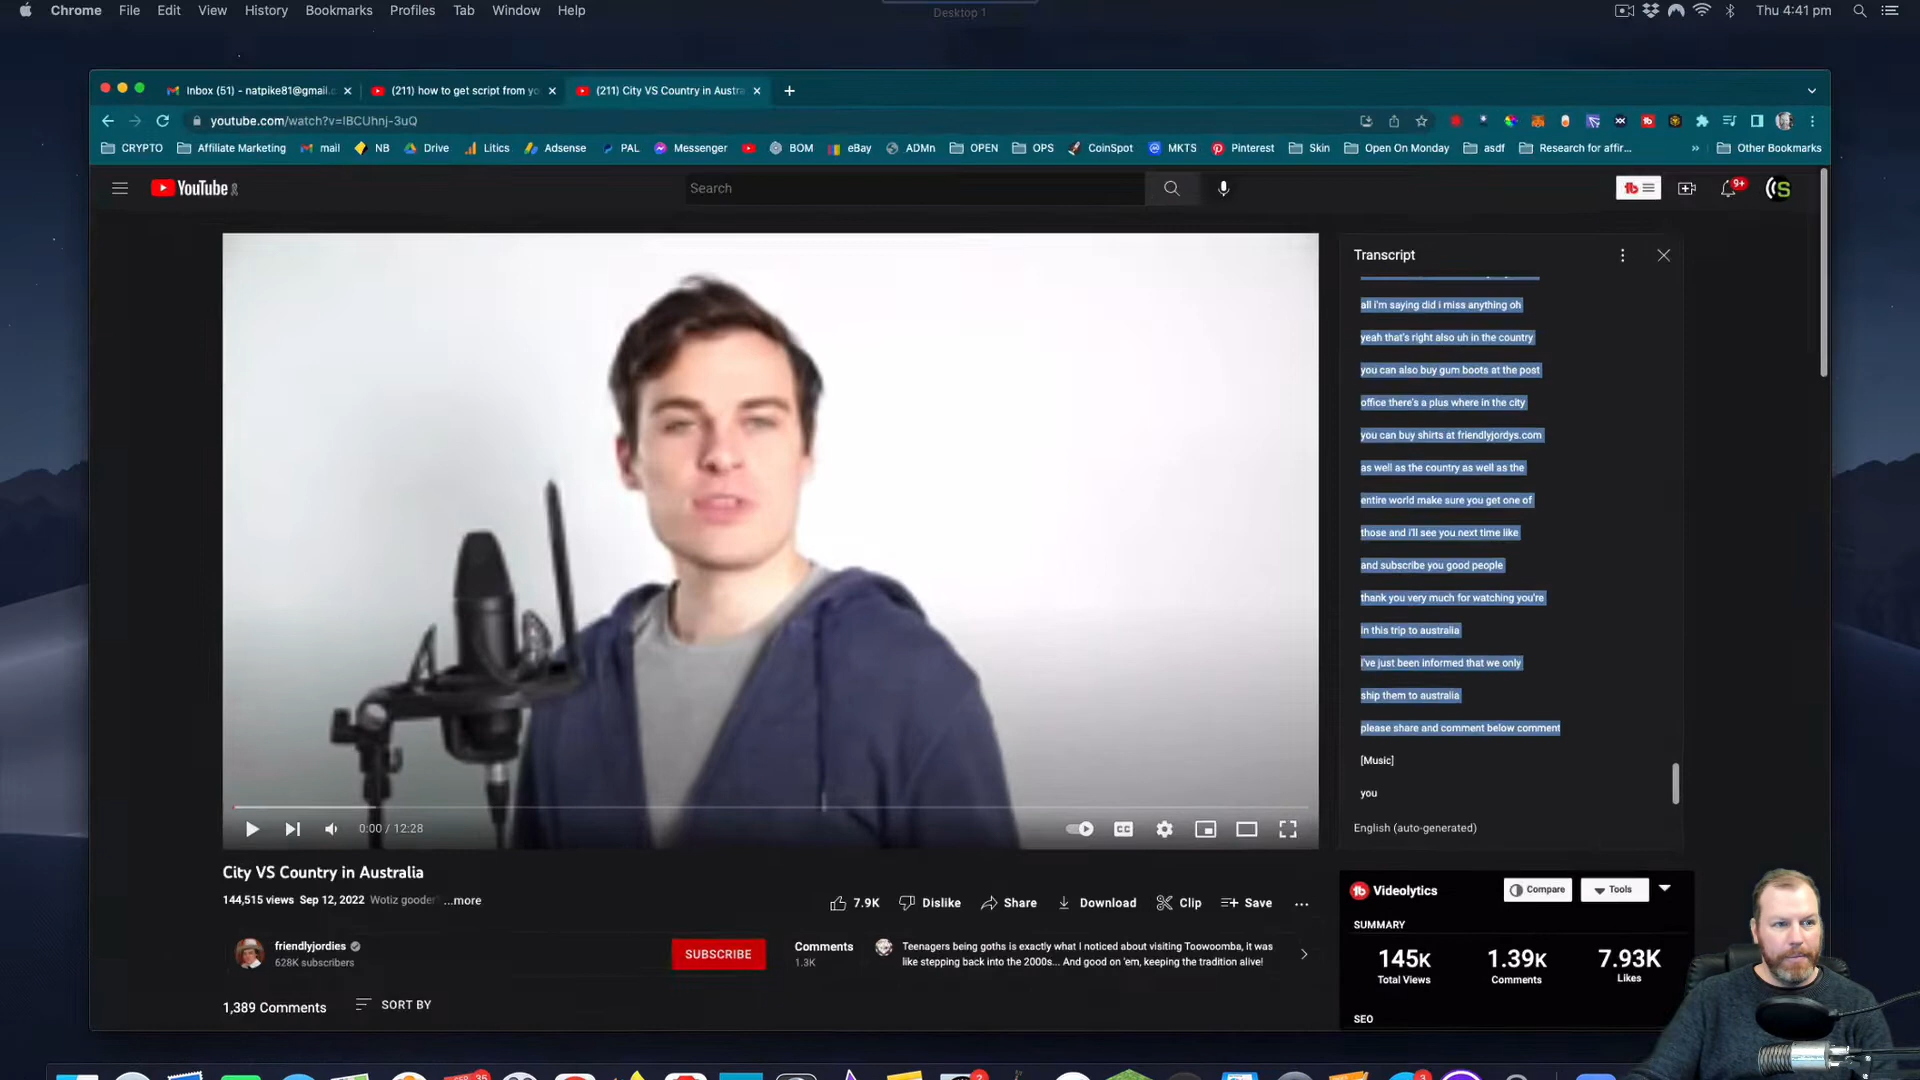 Chrome File Edit View History Bookmarks Profiles Tab Window Help
Desktop 1
Thu 4:41 pm
Inbox (51) - natpike81@gmail.c
(211) how to get script from yo
(211) City VS Country in Austra
youtube.com/watch?v=IBCUhnj-3uQ
CRYPTO Affiliate Marketing mail NB Drive Litics Adsense PAL Messenger BOM eBay ADMn OPEN OPS CoinSpot MKTS Pinterest Skin Open On Monday asdf Research for affir... » Other Bookmarks
YouTube
Search
9+
Transcript
all i'm saying did i miss anything oh
yeah that's right also uh in the country
you can also buy gum boots at the post
office there's a plus where in the city
you can buy shirts at friendlyjordys.com
as well as the country as well as the
entire world make sure you get one of
those and i'll see you next time like
and subscribe you good people
thank you very much for watching you're
in this trip to australia
i've just been informed that we only
ship them to australia
please share and comment below comment
[Music]
you
English (auto-generated)
0:00 / 12:28
City VS Country in Australia
144,515 views Sep 12, 2022 Wotiz gooder ...more
7.9K Dislike Share Download Clip Save
friendlyjordies
628K subscribers
SUBSCRIBE
Comments
1.3K
Teenagers being goths is exactly what I noticed about visiting Toowoomba, it was
like stepping back into the 2000s... And good on 'em, keeping the tradition alive!
1,389 Comments
SORT BY
Videolytics
Compare
Tools
SUMMARY
145K 1.39K 7.93K
Total Views Comments Likes
SEO